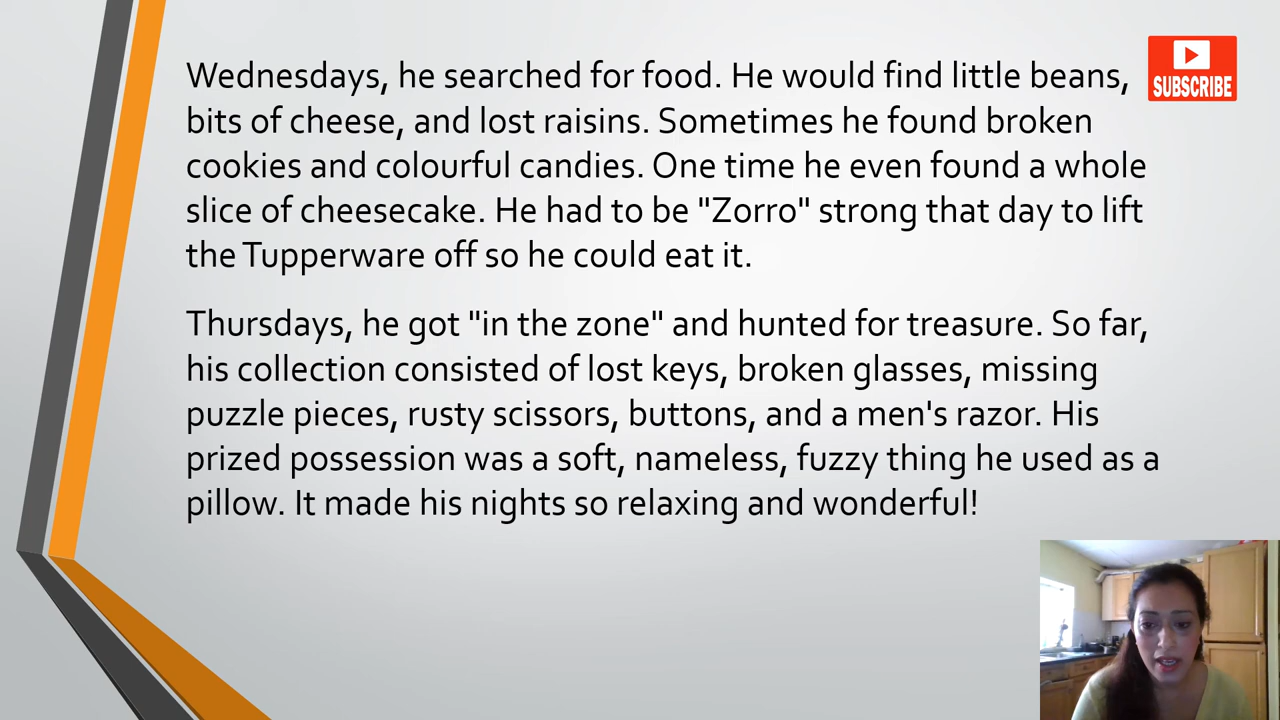 Wednesdays, he searched for food. He would find little beans,
bits of cheese, and lost raisins. Sometimes he found broken
cookies and colourful candies. One time he even found a whole
slice of cheesecake. He had to be "Zorro" strong that day to lift
the Tupperware off so he could eat it.
Thursdays, he got "in the zone" and hunted for treasure. So far,
his collection consisted of lost keys, broken glasses, missing
puzzle pieces, rusty scissors, buttons, and a men's razor. His
prized possession was a soft, nameless, fuzzy thing he used as a
pillow. It made his nights so relaxing and wonderful!
SUBSCRIBE